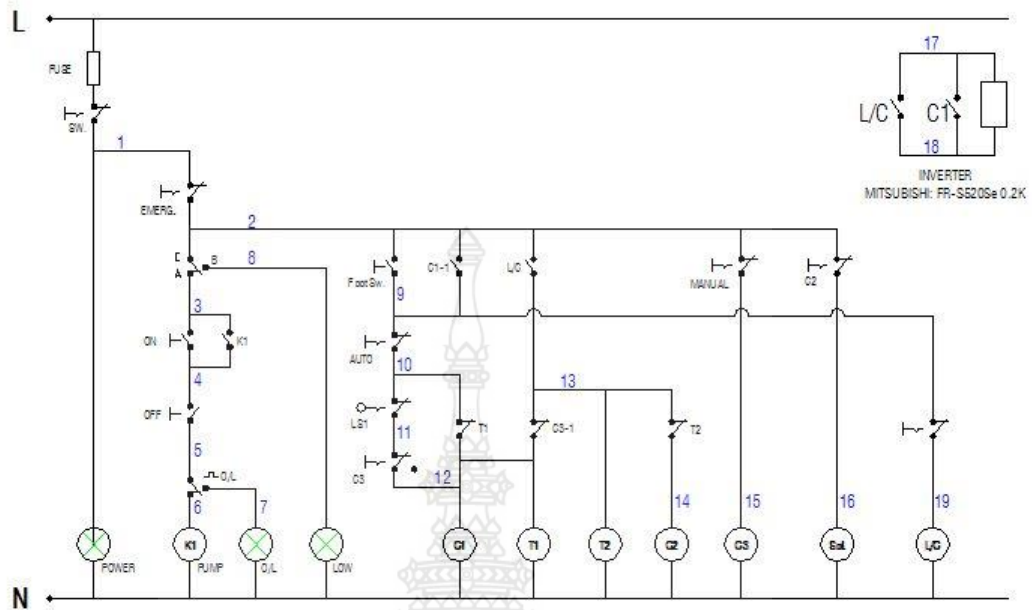 L
FUSE
SW.
1
17
L/C
C1
18
INVERTER
MITSUBISHI: FR-S520Se 0.2K
EMERG.
2
C
A
B
8
Foot Sw.
C1-1
L/C
MANUAL
C2
9
3
ON
K1
AUTO
10
4
13
OFF
LS1
T1
C3-1
T2
11
5
C3
12
O/L
6
7
14
15
16
19
POWER
K1
PUMP
O/L
LOW
C1
T1
T2
C2
C3
Sol.
L/C
N